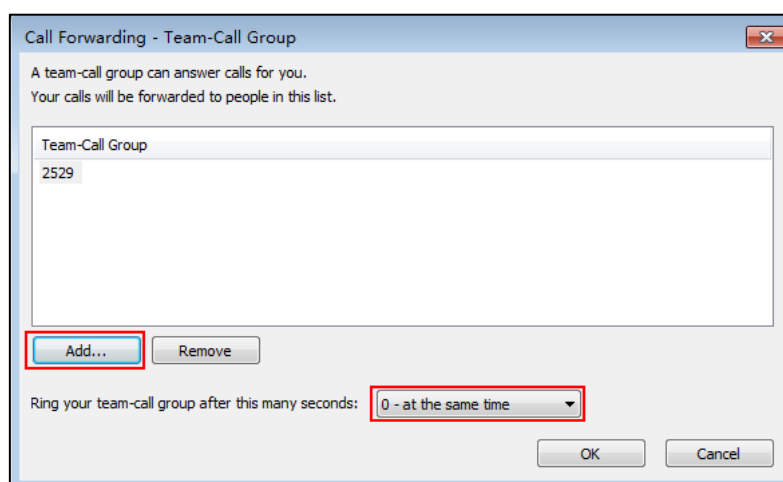 Call Forwarding - Team-Call Group
A team-call group can answer calls for you.
Your calls will be forwarded to people in this list.
Team-Call Group
2529
Add... Remove
Ring your team-call group after this many seconds: 0 - at the same time
OK Cancel